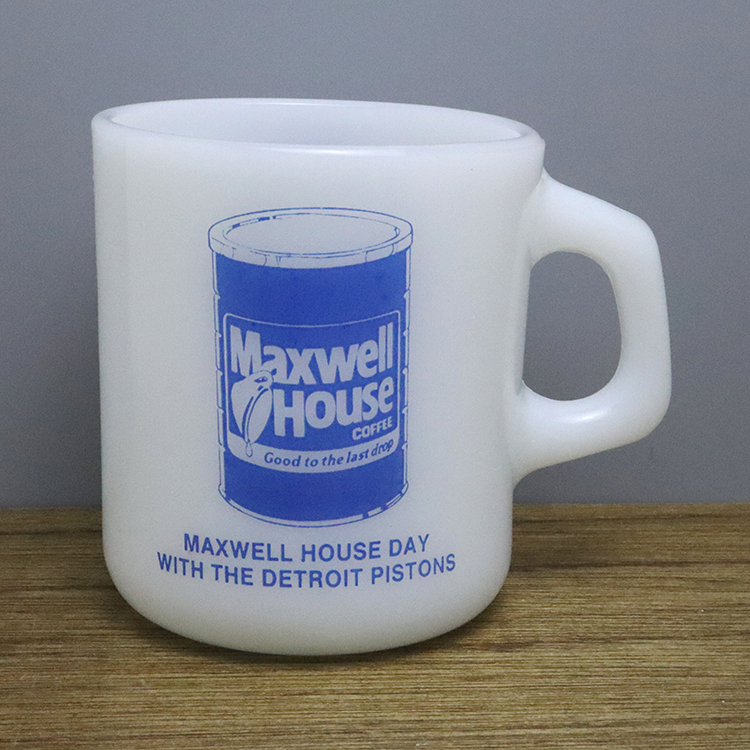 Maxwell
House
COFFEE
Good to the last drop
MAXWELL HOUSE DAY
WITH THE DETROIT PISTONS